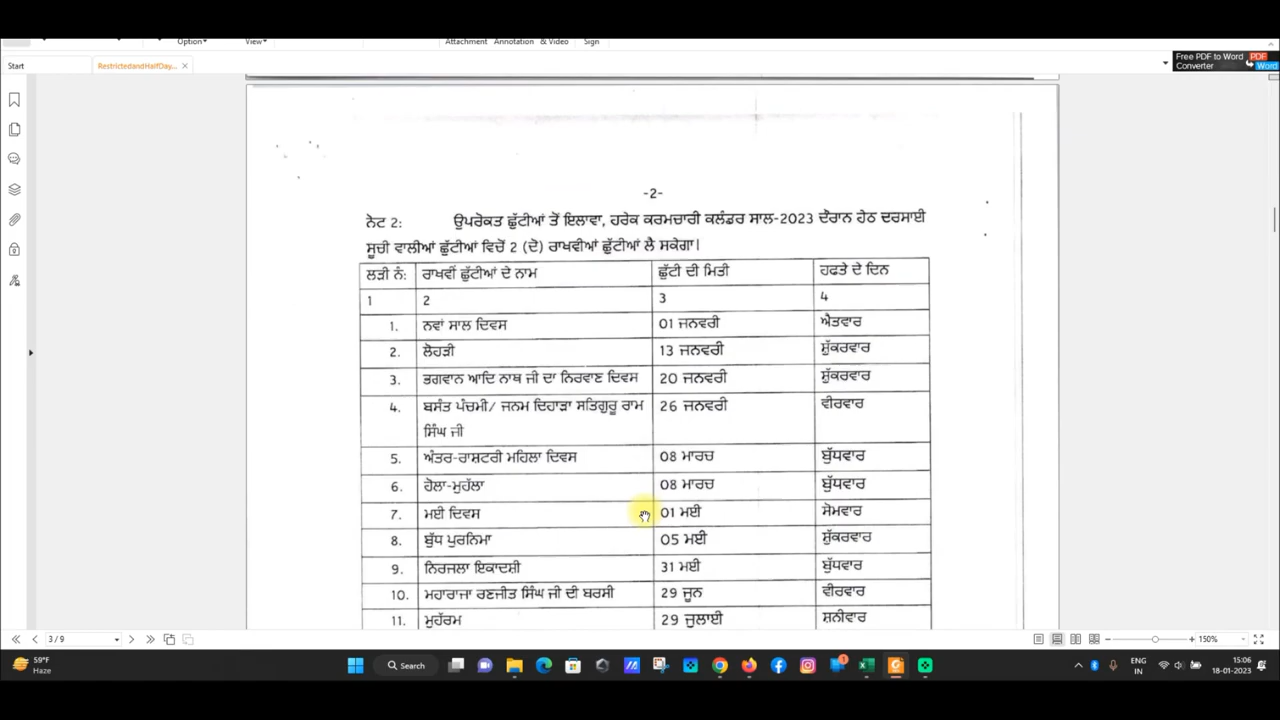 Option
View
Attachment Annotation & Video Sign
Start
RestrictedandHalfDay...
Free PDF to Word
Converter
PDF
Word
-2-
ਨੋਟ 2: ਉਪਰੋਕਤ ਛੁੱਟੀਆਂ ਤੋਂ ਇਲਾਵਾ, ਹਰੇਕ ਕਰਮਚਾਰੀ ਕਲੰਡਰ ਸਾਲ-2023 ਦੌਰਾਨ ਹੇਠ ਦਰਸਾਈ
ਸੂਚੀ ਵਾਲੀਆਂ ਛੁੱਟੀਆਂ ਵਿਚੋਂ 2 (ਦੋ) ਰਾਖਵੀਆਂ ਛੁੱਟੀਆਂ ਲੈ ਸਕੇਗਾ।
ਲੜੀ ਨੰ: ਰਾਖਵੀਂ ਛੁੱਟੀਆਂ ਦੇ ਨਾਮ ਛੁੱਟੀ ਦੀ ਮਿਤੀ ਹਫਤੇ ਦੇ ਦਿਨ
1 2 3 4
1. ਨਵਾਂ ਸਾਲ ਦਿਵਸ 01 ਜਨਵਰੀ ਐਤਵਾਰ
2. ਲੋਹੜੀ 13 ਜਨਵਰੀ ਸ਼ੁੱਕਰਵਾਰ
3. ਭਗਵਾਨ ਆਦਿ ਨਾਥ ਜੀ ਦਾ ਨਿਰਵਾਣ ਦਿਵਸ 20 ਜਨਵਰੀ ਸ਼ੁੱਕਰਵਾਰ
4. ਬਸੰਤ ਪੰਚਮੀ/ ਜਨਮ ਦਿਹਾੜਾ ਸਤਿਗੁਰੂ ਰਾਮ 26 ਜਨਵਰੀ ਵੀਰਵਾਰ
ਸਿੰਘ ਜੀ
5. ਅੰਤਰ-ਰਾਸ਼ਟਰੀ ਮਹਿਲਾ ਦਿਵਸ 08 ਮਾਰਚ ਬੁੱਧਵਾਰ
6. ਹੋਲਾ-ਮੁਹੱਲਾ 08 ਮਾਰਚ ਬੁੱਧਵਾਰ
7. ਮਈ ਦਿਵਸ 01 ਮਈ ਸੋਮਵਾਰ
8. ਬੁੱਧ ਪੁਰਨਿਮਾ 05 ਮਈ ਸ਼ੁੱਕਰਵਾਰ
9. ਨਿਰਜਲਾ ਇਕਾਦਸ਼ੀ 31 ਮਈ ਬੁੱਧਵਾਰ
10. ਮਹਾਰਾਜਾ ਰਣਜੀਤ ਸਿੰਘ ਜੀ ਦੀ ਬਰਸੀ 29 ਜੂਨ ਵੀਰਵਾਰ
11. ਮੁਹੱਰਮ 29 ਜੁਲਾਈ ਸ਼ਨੀਵਾਰ
3 / 9
150%
59°F
Haze
Search
1
ENG
IN
15:06
18-01-2023